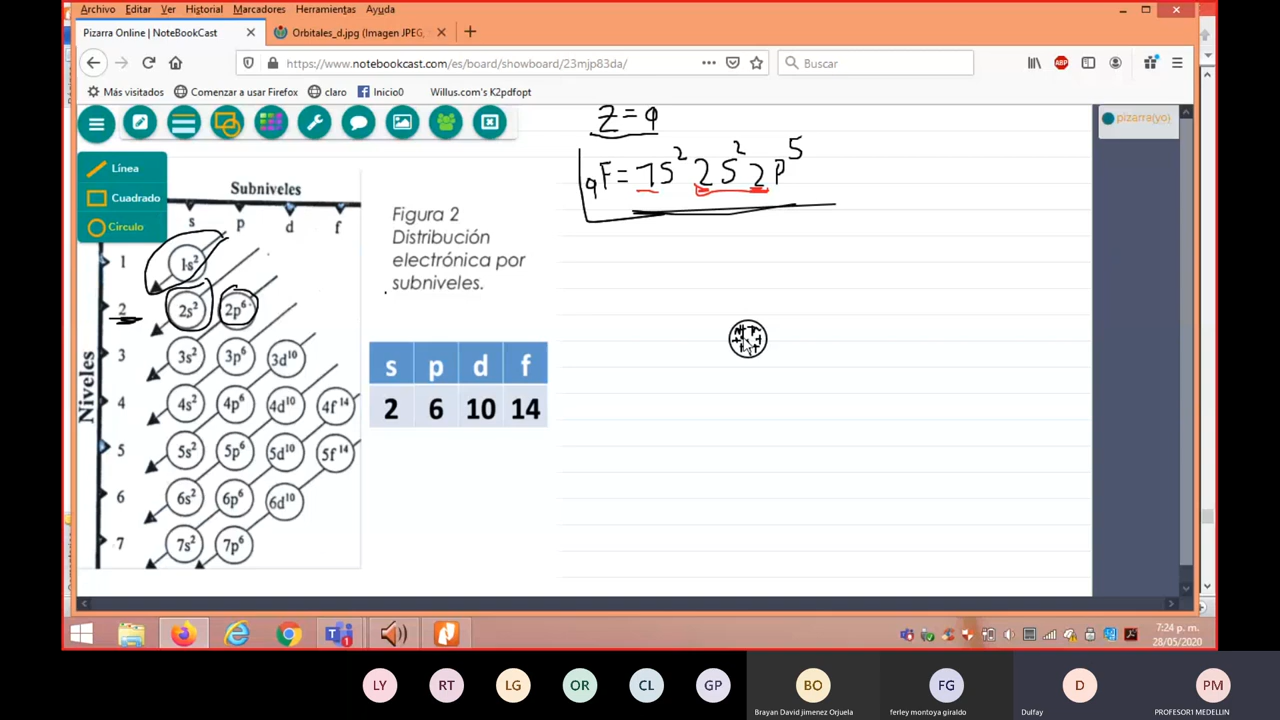 Archivo Editar Ver Historial Marcadores Herramientas Ayuda
Pizarra Online | NoteBookCast
Orbitales_d.jpg (Imagen JPEG,
https://www.notebookcast.com/es/board/showboard/23mjp83da/
Buscar
Más visitados Comenzar a usar Firefox claro Inicio0 Willus.com's K2pdfopt
ABP
pizarra(yo)
Línea
Cuadrado
Circulo
Z = 9
9F = 1S² 2S² 2P⁵
Subniveles
s p d f
Niveles
1 1s²
2 2s² 2p⁶
3 3s² 3p⁶ 3d¹⁰
4 4s² 4p⁶ 4d¹⁰ 4f¹⁴
5 5s² 5p⁶ 5d¹⁰ 5f¹⁴
6 6s² 6p⁶ 6d¹⁰
7 7s² 7p⁶
Figura 2
Distribución
electrónica por
subniveles.
s p d f
2 6 10 14
7:24 p. m.
28/05/2020
LY RT LG OR CL GP BO FG D PM
Brayan David jimenez Orjuela ferley montoya giraldo Dulfay PROFESOR1 MEDELLIN